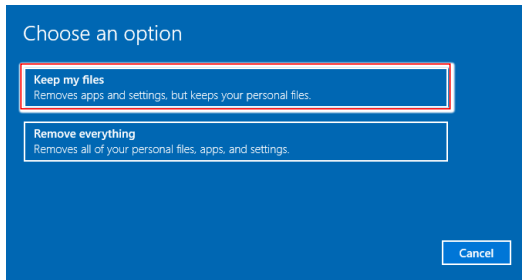 Choose an option
Keep my files
Removes apps and settings, but keeps your personal files.
Remove everything
Removes all of your personal files, apps, and settings.
Cancel